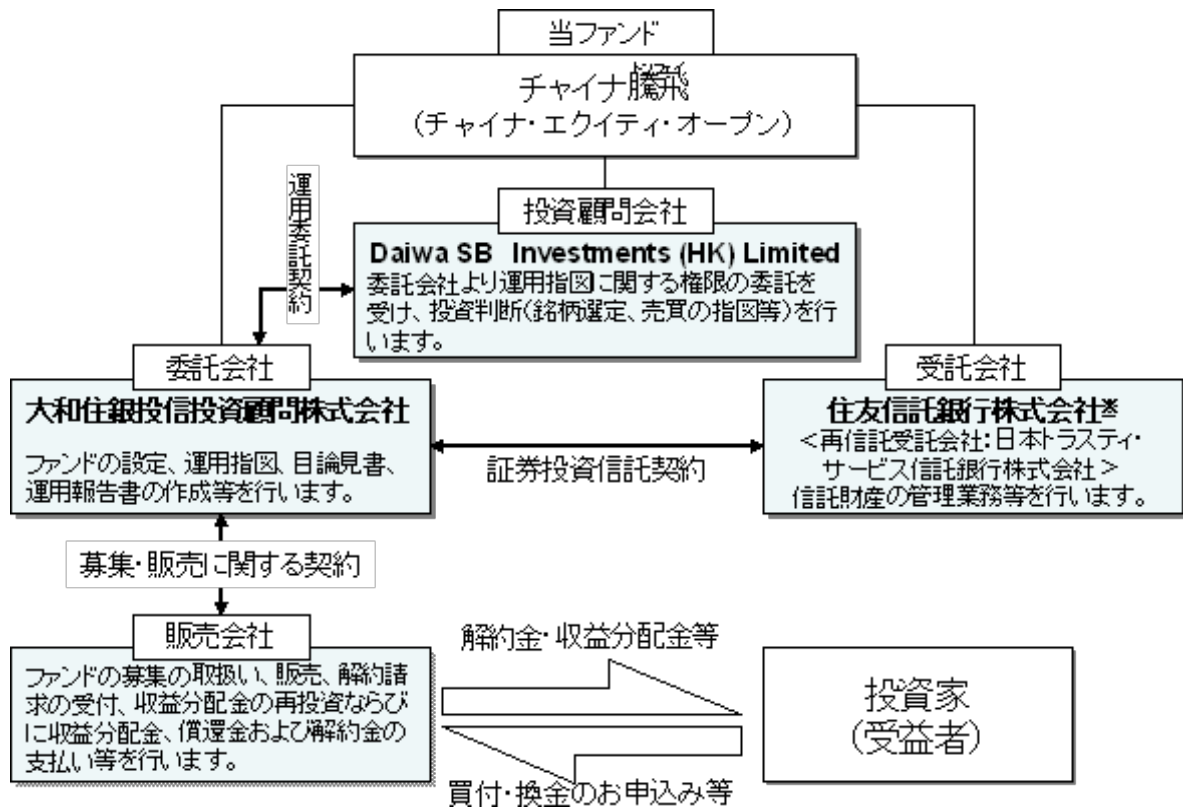 当ファンド
チャイナ騰飛
トンフェイ
(チャイナ・エクイティ・オープン)
運用委託契約
投資顧問会社
Daiwa SB Investments (HK) Limited
委託会社より運用指図に関する権限の委託を
受け、投資判断(銘柄選定、売買の指図等)を行
います。
委託会社
大和住銀投信投資顧問株式会社
ファンドの設定、運用指図、目論見書、
運用報告書の作成等を行います。
証券投資信託契約
受託会社
住友信託銀行株式会社※
<再信託受託会社:日本トラスティ・
サービス信託銀行株式会社>
信託財産の管理業務等を行います。
募集・販売に関する契約
販売会社
ファンドの募集の取扱い、販売、解約請
求の受付、収益分配金の再投資ならび
に収益分配金、償還金および解約金の
支払い等を行います。
解約金・収益分配金等
買付・換金のお申込み等
投資家
(受益者)